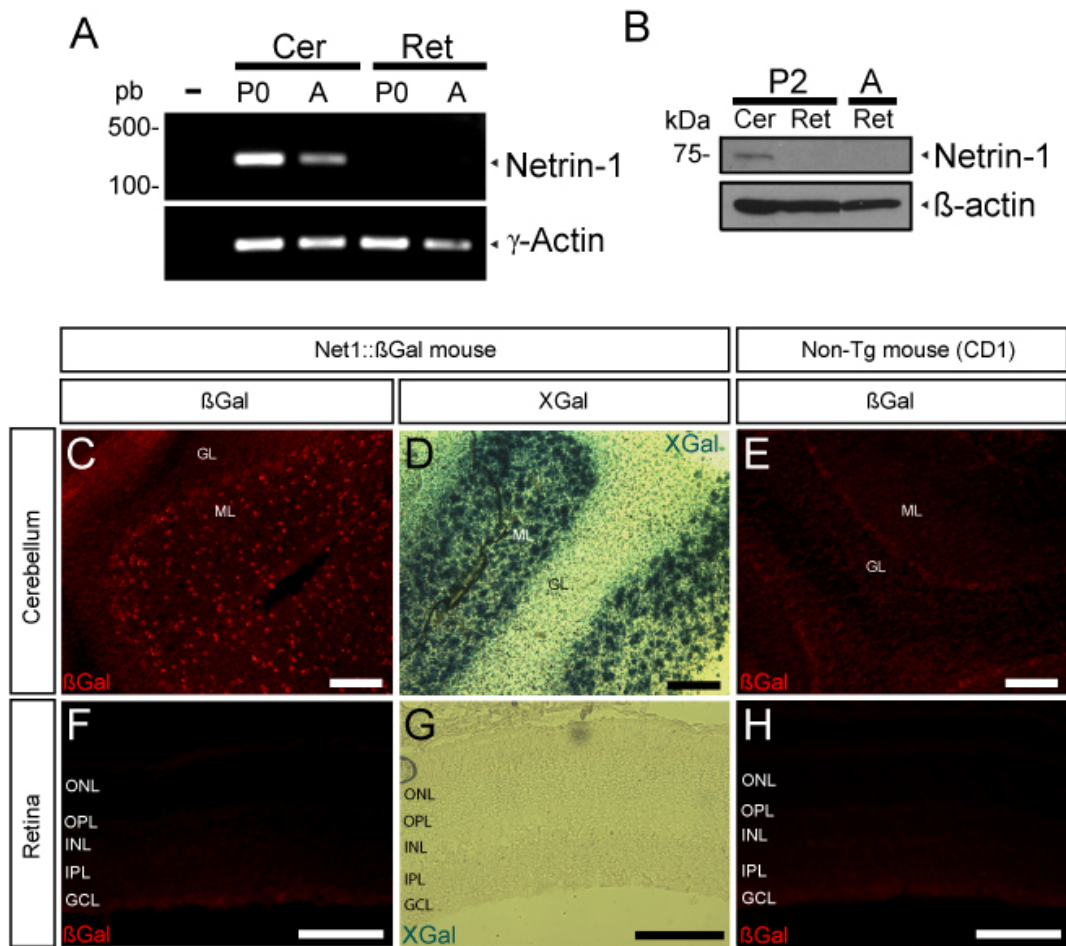 A
Cer Ret
pb - P0 A P0 A
500-
100-
Netrin-1
γ-Actin
B
P2 A
kDa Cer Ret Ret
75-
Netrin-1
ß-actin
Net1::ßGal mouse
Non-Tg mouse (CD1)
ßGal
XGal
ßGal
Cerebellum
C
GL
ML
ßGal
D
XGal
ML
GL
E
ML
GL
ßGal
Retina
F
ONL
OPL
INL
IPL
GCL
ßGal
G
ONL
OPL
INL
IPL
GCL
XGal
H
ONL
OPL
INL
IPL
GCL
ßGal